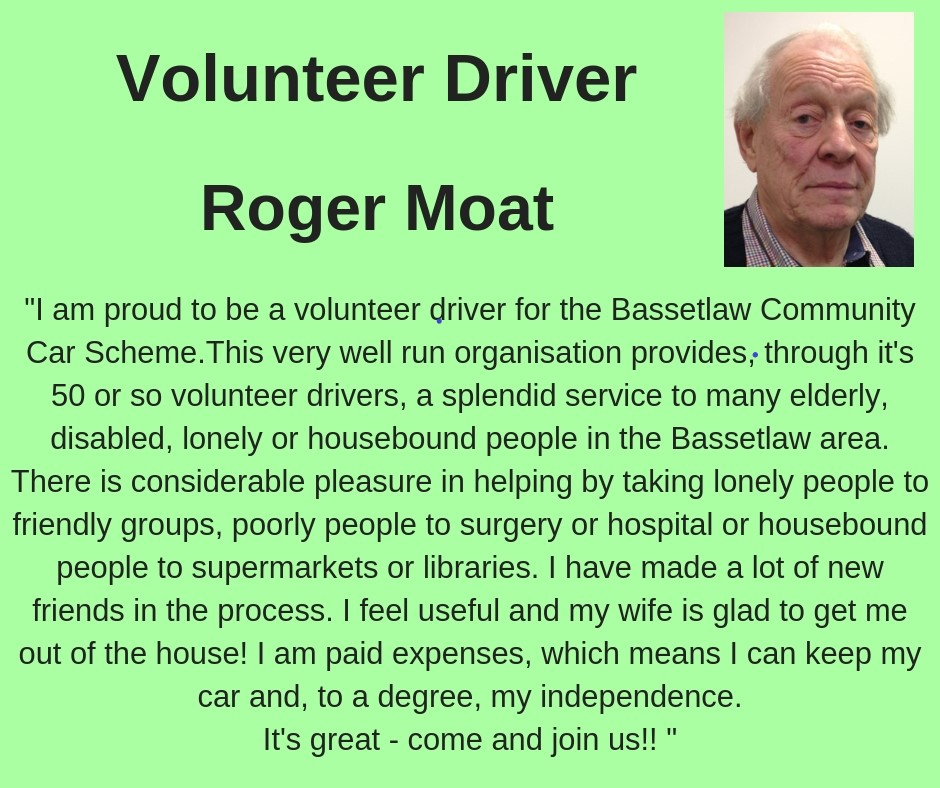 Volunteer Driver
Roger Moat
"I am proud to be a volunteer driver for the Bassetlaw Community
Car Scheme.This very well run organisation provides, through it's
50 or so volunteer drivers, a splendid service to many elderly,
disabled, lonely or housebound people in the Bassetlaw area.
There is considerable pleasure in helping by taking lonely people to
friendly groups, poorly people to surgery or hospital or housebound
people to supermarkets or libraries. I have made a lot of new
friends in the process. I feel useful and my wife is glad to get me
out of the house! I am paid expenses, which means I can keep my
car and, to a degree, my independence.
It's great - come and join us!! "